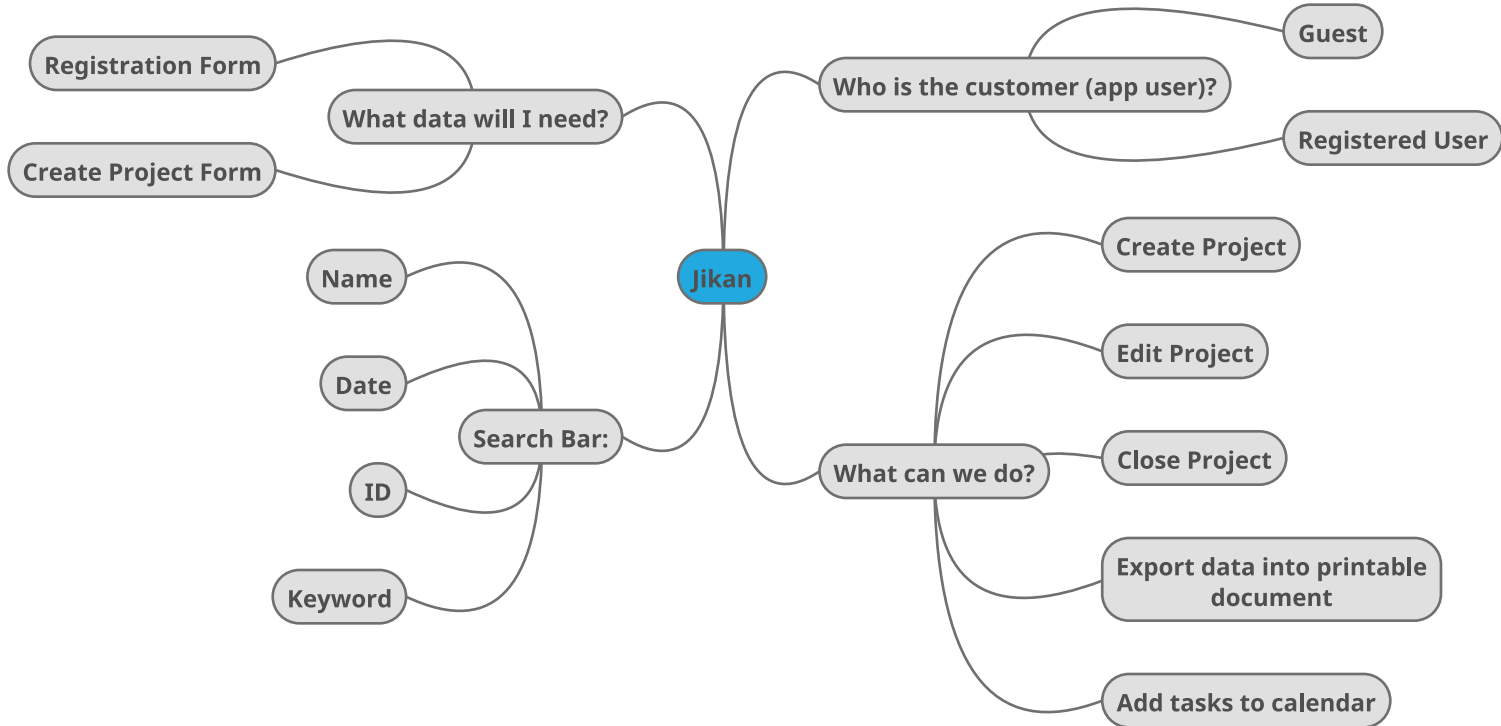 Jikan
What data will I need?
Registration Form
Create Project Form
Who is the customer (app user)?
Guest
Registered User
Search Bar:
Name
Date
ID
Keyword
What can we do?
Create Project
Edit Project
Close Project
Export data into printable
document
Add tasks to calendar